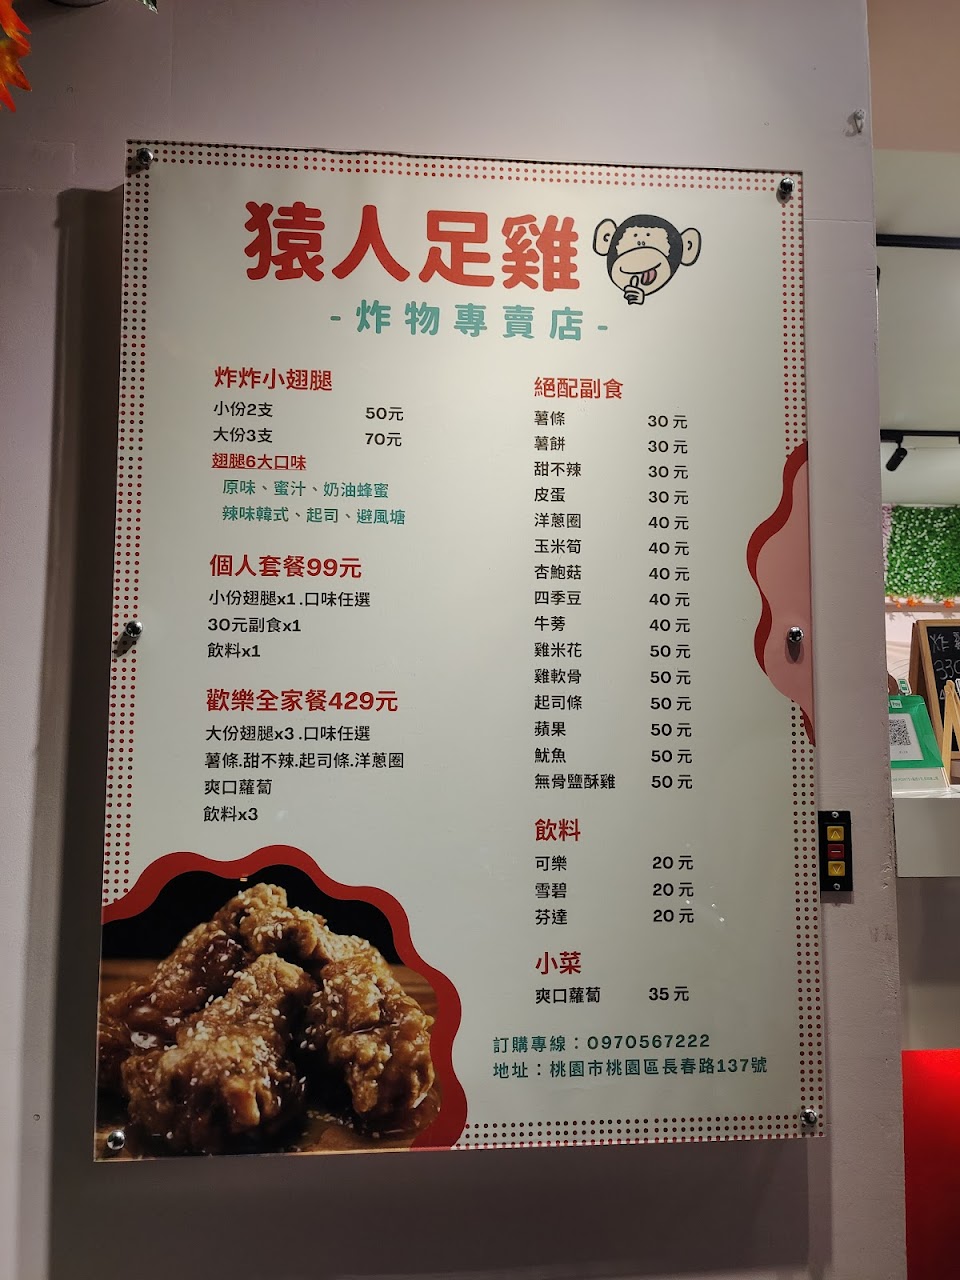 猿人足雞
-炸物專賣店-
炸炸小翅腿
小份2支 50元
大份3支 70元
翅腿6大口味
原味、蜜汁、奶油蜂蜜
辣味韓式、起司、避風塘
個人套餐99元
小份翅腿x1.口味任選
30元副食x1
飲料x1
歡樂全家餐429元
大份翅腿x3.口味任選
薯條.甜不辣.起司條.洋蔥圈
爽口蘿蔔
飲料x3
絕配副食
薯條 30元
薯餅 30元
甜不辣 30元
皮蛋 30元
洋蔥圈 40元
玉米筍 40元
杏鮑菇 40元
四季豆 40元
牛蒡 40元
雞米花 50元
雞軟骨 50元
起司條 50元
蘋果 50元
魷魚 50元
無骨鹽酥雞 50元
飲料
可樂 20元
雪碧 20元
芬達 20元
小菜
爽口蘿蔔 35元
訂購專線：0970567222
地址：桃園市桃園區長春路137號